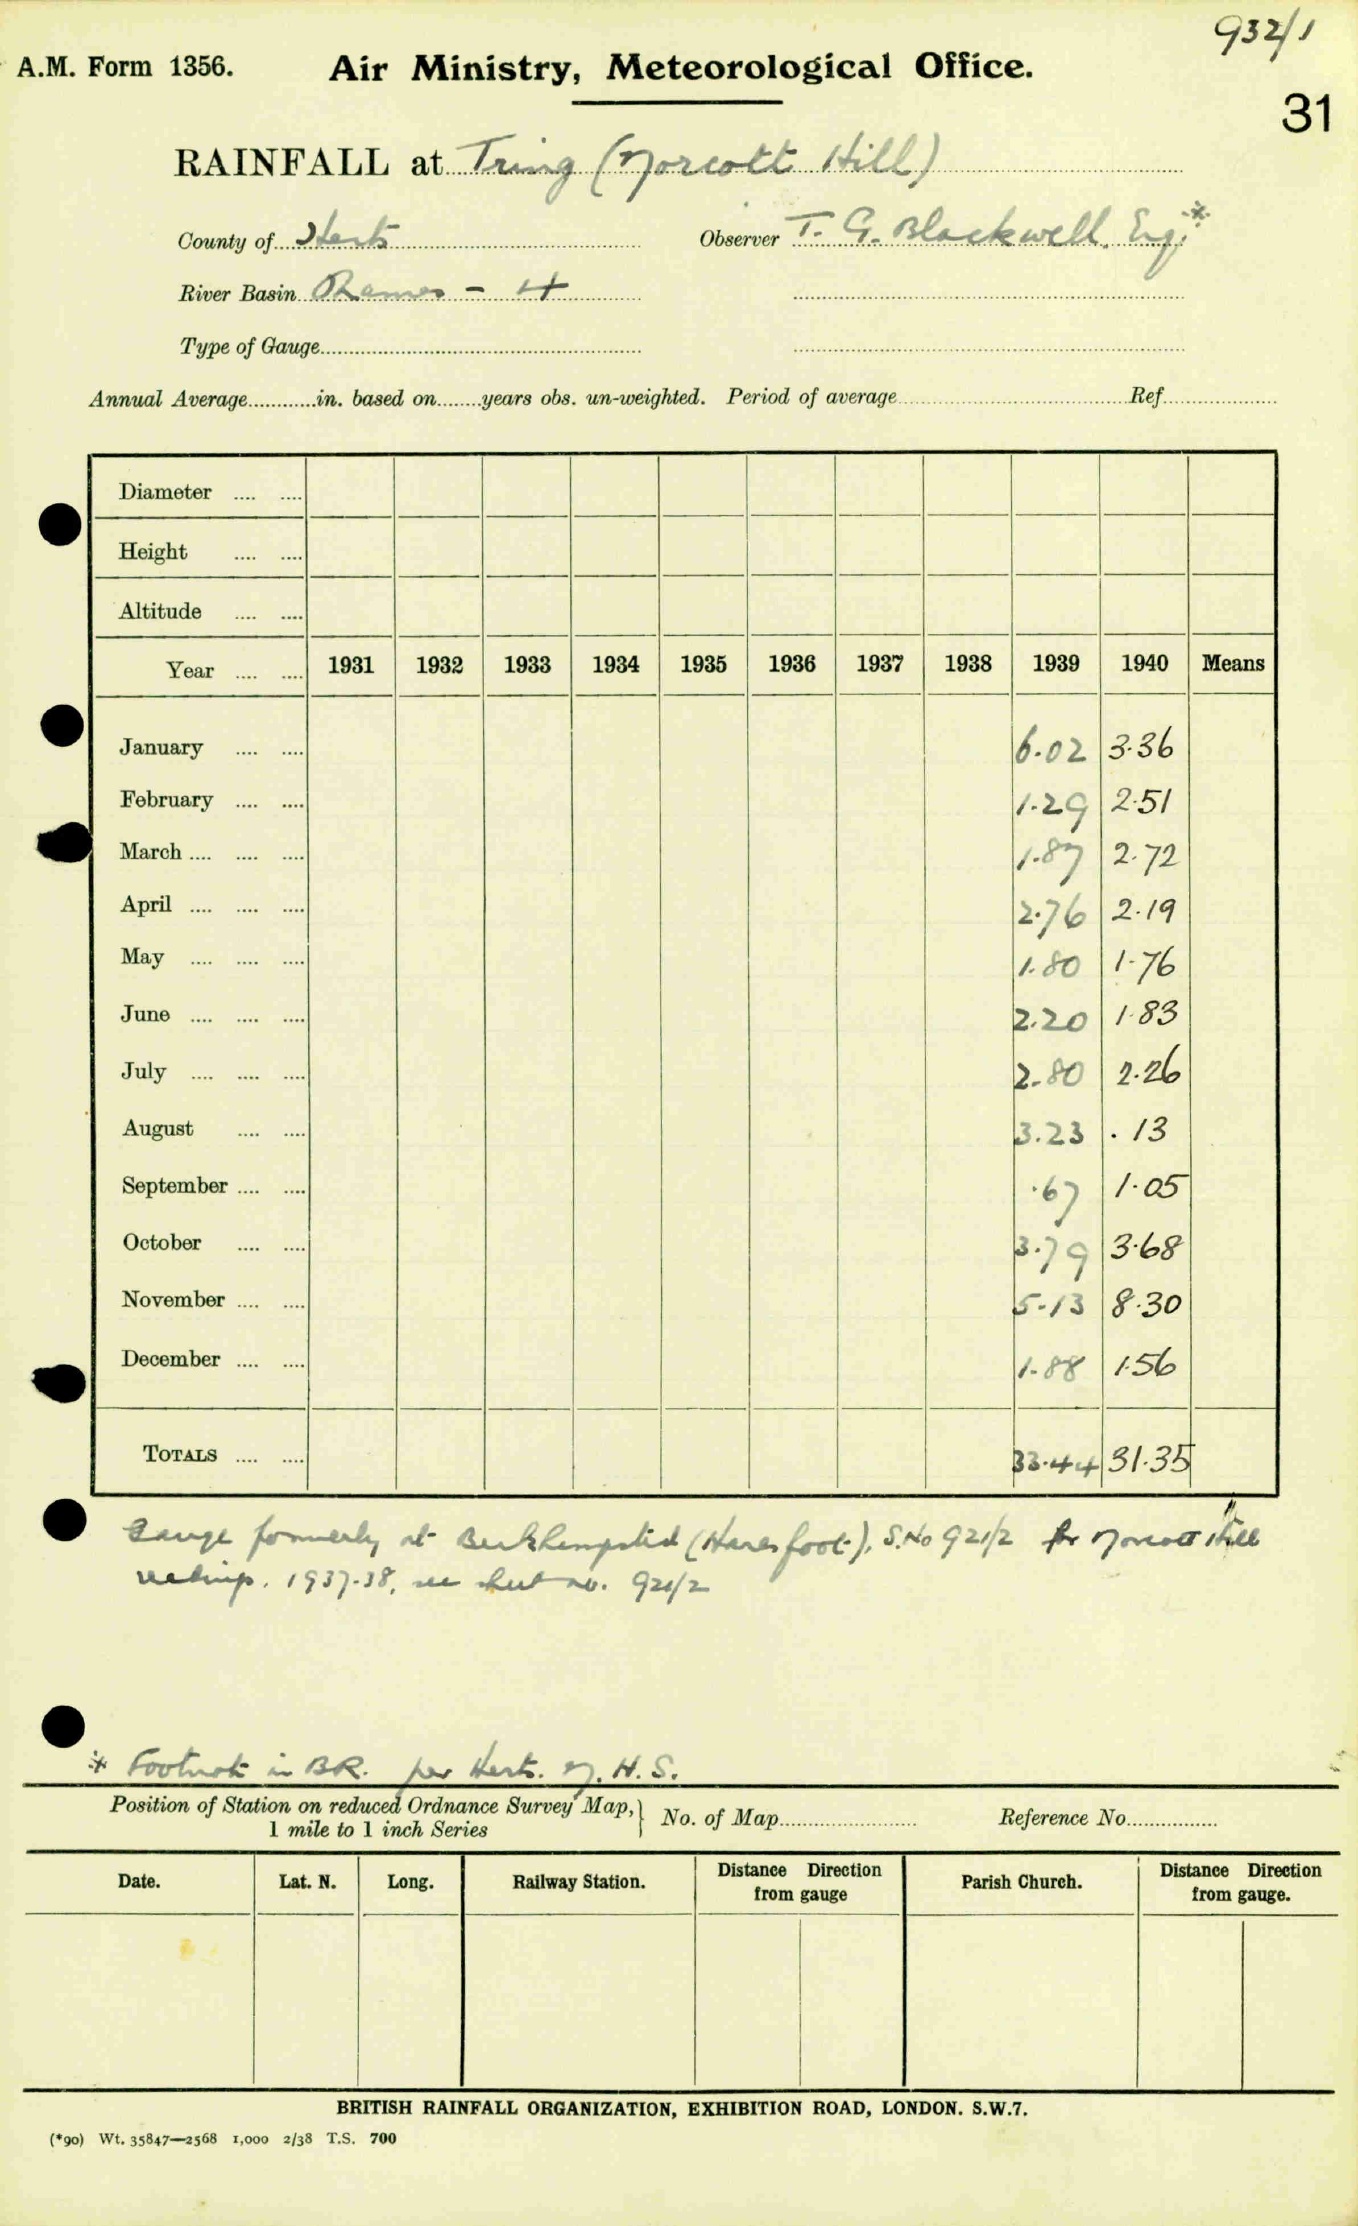 932/1
A.M. Form 1356. Air Ministry, Meteorological Office.
31
RAINFALL at Tring (Norcott Hill)
County of Herts Observer T. G. Blackwell. Esq. *
River Basin Thames - 4
Type of Gauge
Annual Average in. based on years obs. un-weighted. Period of average Ref.
Diameter .... ....
Height .... ....
Altitude .... ....
Year .... .... 1931 1932 1933 1934 1935 1936 1937 1938 1939 1940 Means
January .... .... 6.02 3.36
February .... .... 1.29 2.51
March .... .... .... 1.87 2.72
April .... .... .... 2.76 2.19
May .... .... .... 1.80 1.76
June .... .... .... 2.20 1.83
July .... .... .... 2.80 2.26
August .... .... 3.23 .13
September .... .... .67 1.05
October .... .... 3.79 3.68
November .... .... 5.13 8.30
December .... .... 1.88 1.56
TOTALS .... .... 33.44 31.35
Gauge formerly at Berkhampstid (Haresfoot), S.No 921/2 for Norcott Hill
readings. 1937-38, see sheet no. 921/2
* Footnote in BR. per Herts. N. H. S.
Position of Station on reduced Ordnance Survey Map, } No. of Map Reference No.
1 mile to 1 inch Series
Date. Lat. N. Long. Railway Station. Distance Direction from gauge Parish Church. Distance Direction from gauge.
BRITISH RAINFALL ORGANIZATION, EXHIBITION ROAD, LONDON. S.W.7.
(*90) Wt. 35847—2568 1,000 2/38 T.S. 700